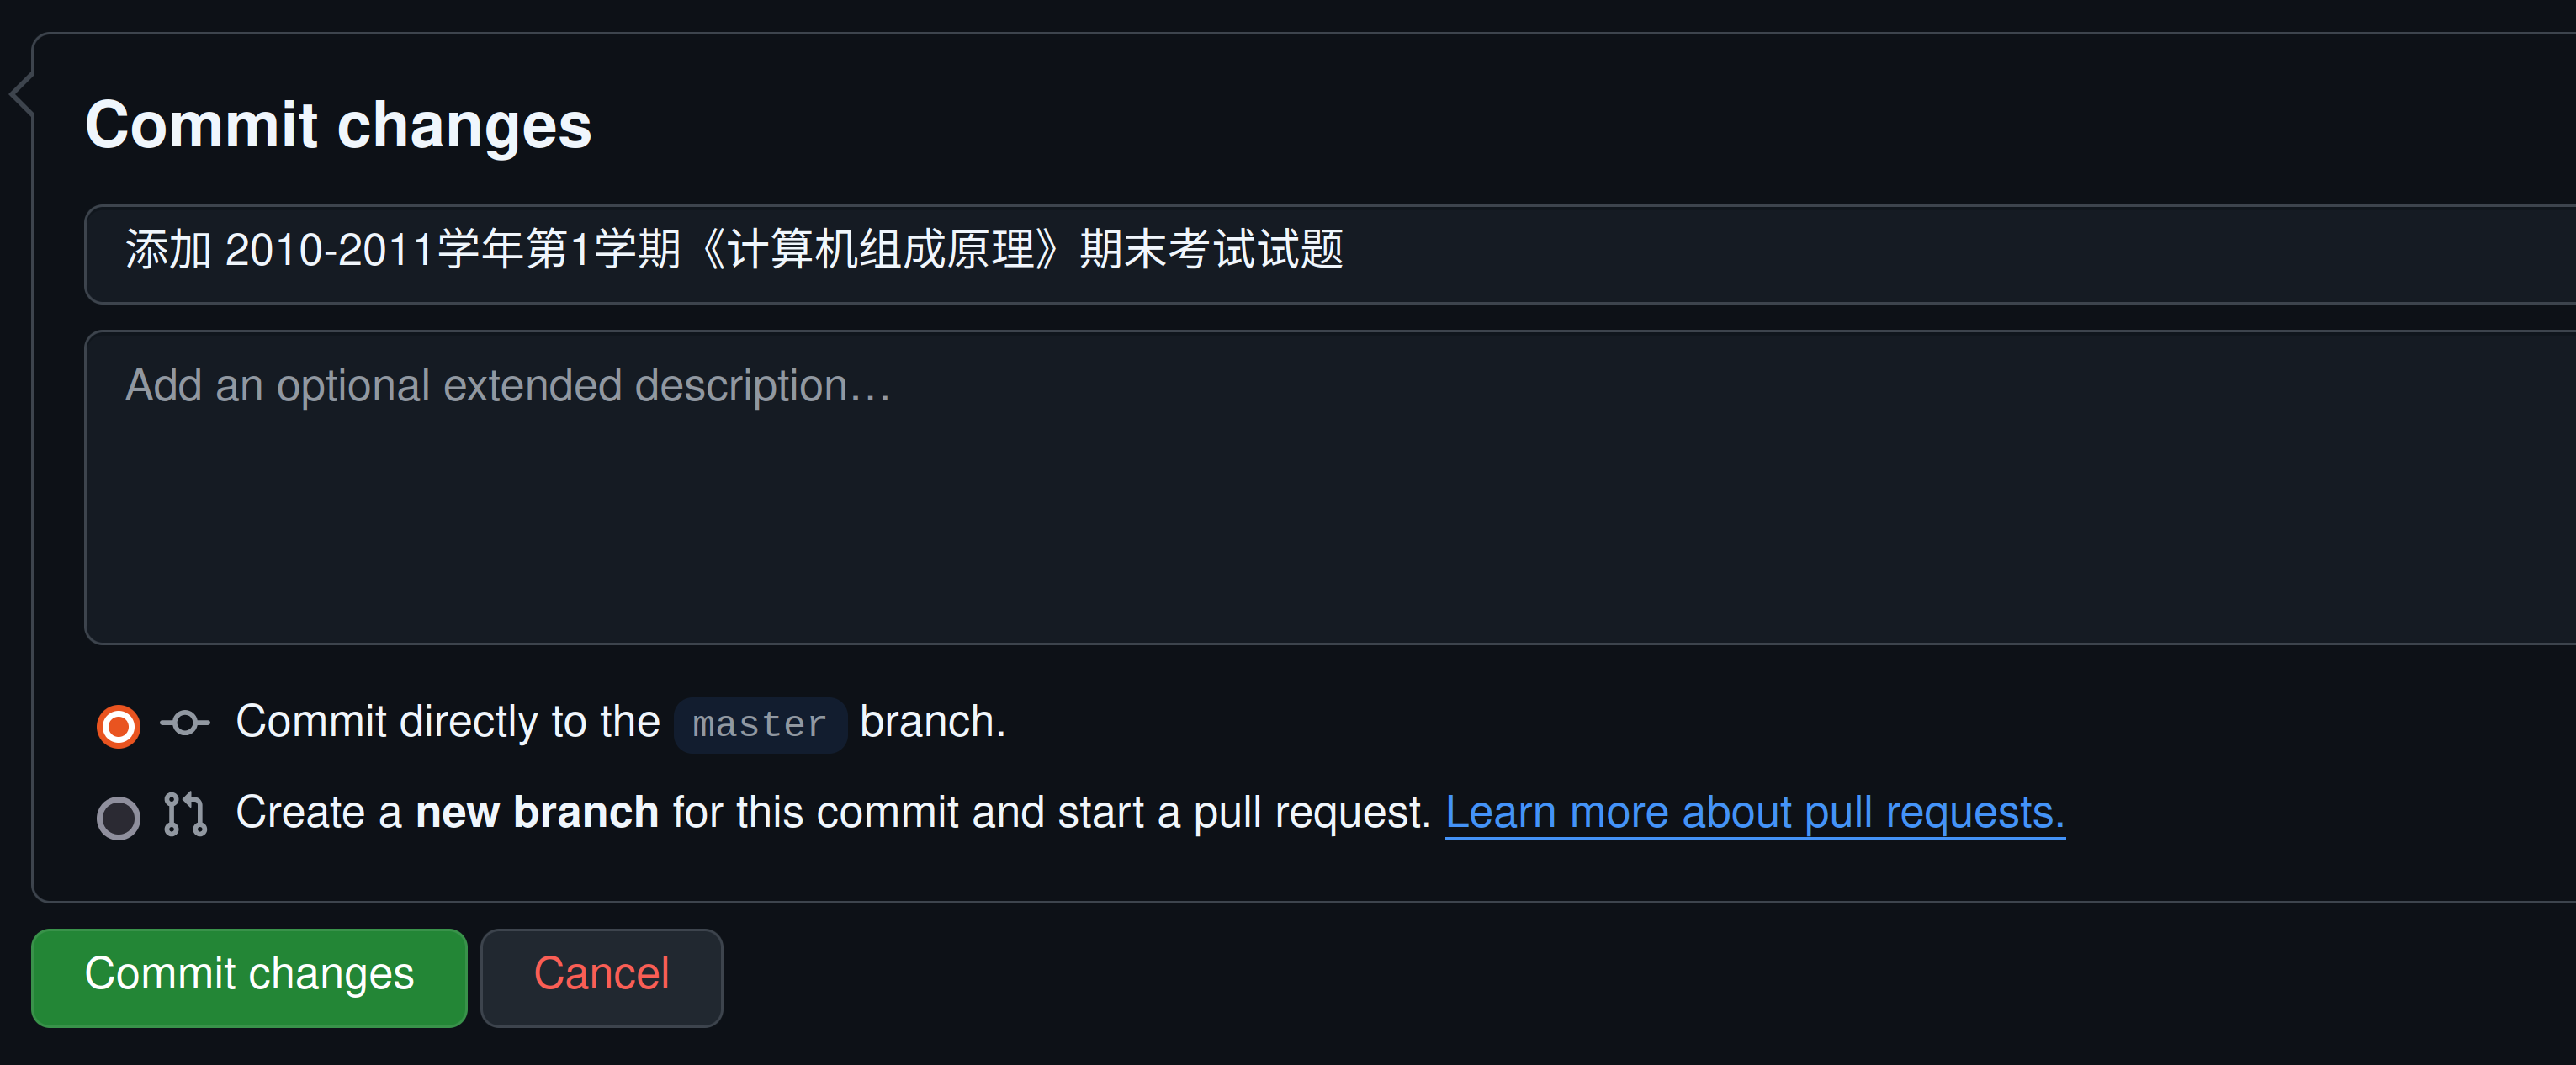 Commit changes
添加 2010-2011学年第1学期《计算机组成原理》期末考试试题
Add an optional extended description…
Commit directly to the master branch.
Create a new branch for this commit and start a pull request. Learn more about pull requests.
Commit changes Cancel